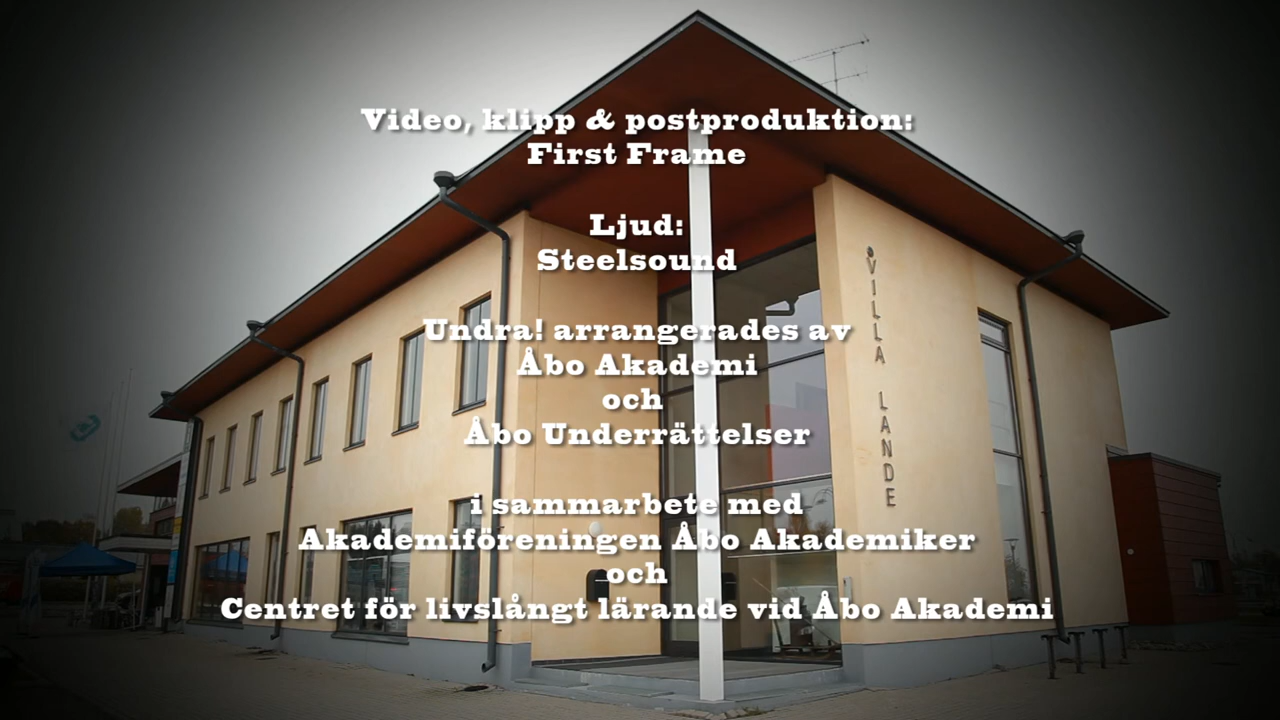 Video, klipp & postproduktion:
First Frame
Ljud:
Steelsound
Undra! arrangerades av
Åbo Akademi
och
Åbo Underrättelser
i sammarbete med
Akademiföreningen Åbo Akademiker
och
Centret för livslångt lärande vid Åbo Akademi
VILLA LANDE